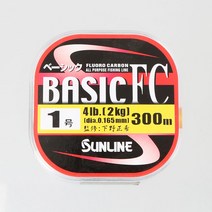 ベーシック
FLUORO CARBON
ALL PURPOSE FISHING LINE
BASIC FC
1号
4lb.(2kg)
(dia.0.165mm)
300m
監修:下野正希
SUNLINE